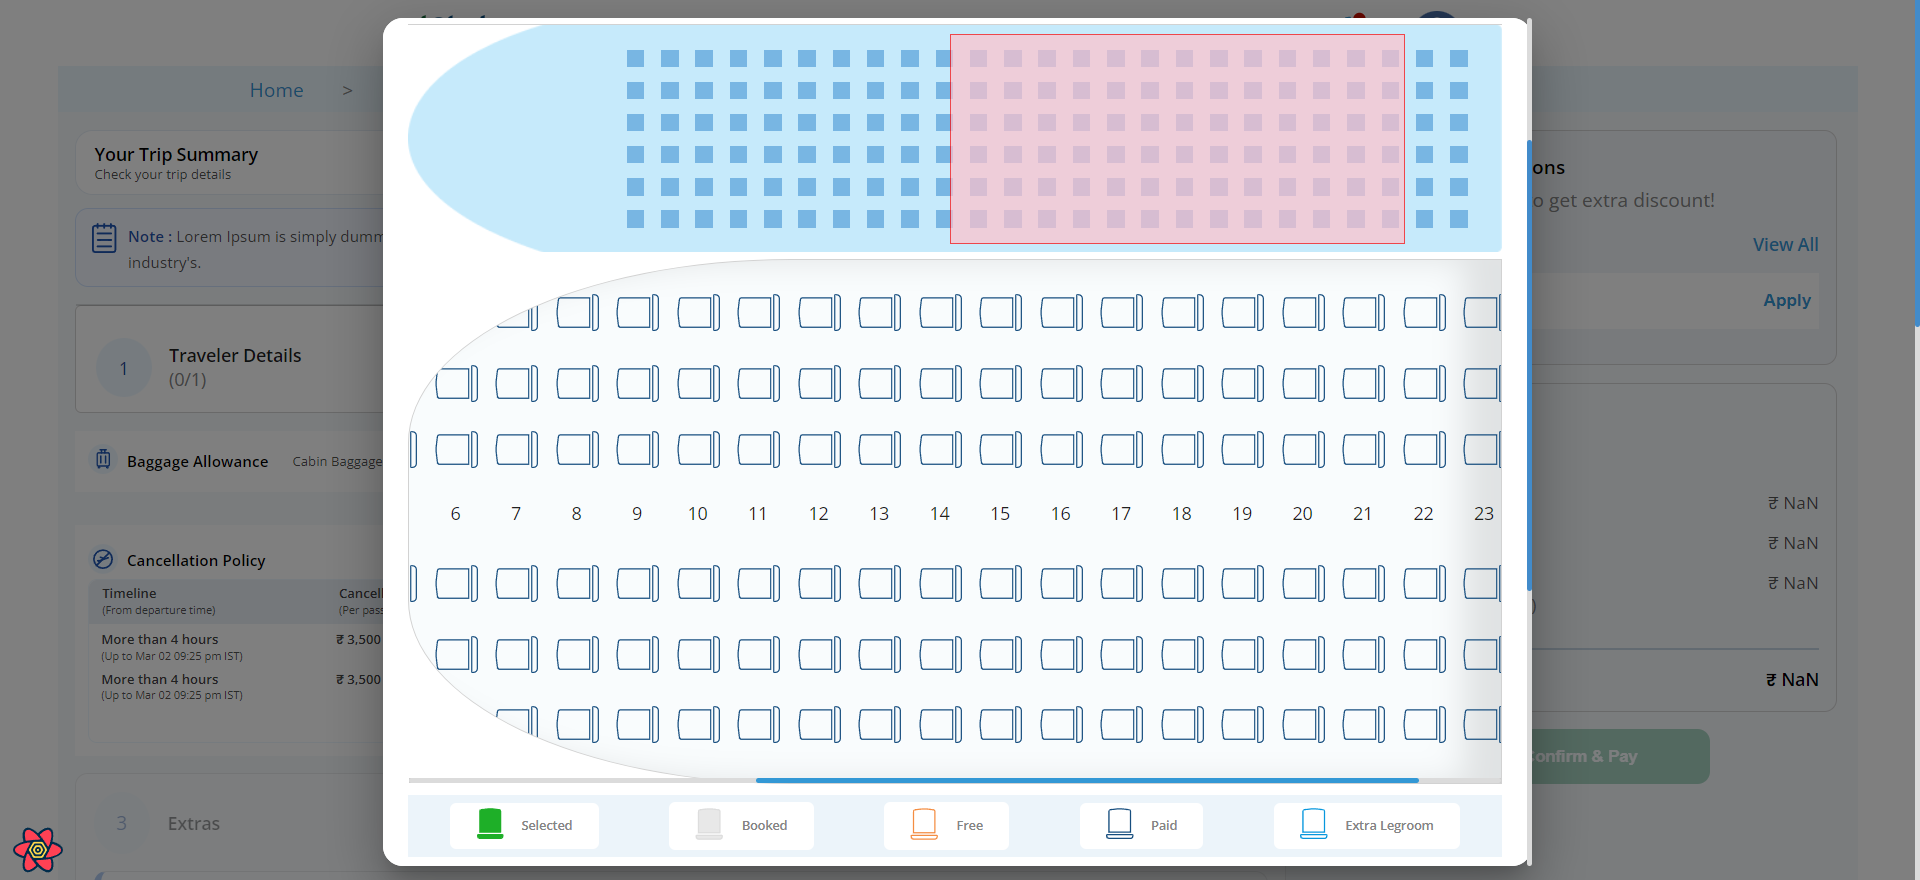 Home >
Your Trip Summary
Check your trip details
Note : Lorem Ipsum is simply dumm
industry's.
1
Traveler Details
(0/1)
Baggage Allowance Cabin Baggage
Cancellation Policy
Timeline
(From departure time)
Cancell
(Per pass
More than 4 hours
(Up to Mar 02 09:25 pm IST)
₹ 3,500
More than 4 hours
(Up to Mar 02 09:25 pm IST)
₹ 3,500
3 Extras
6 7 8 9 10 11 12 13 14 15 16 17 18 19 20 21 22 23
Selected
Booked
Free
Paid
Extra Legroom
ons
o get extra discount!
View All
Apply
₹ NaN
₹ NaN
₹ NaN
)
₹ NaN
onfirm & Pay